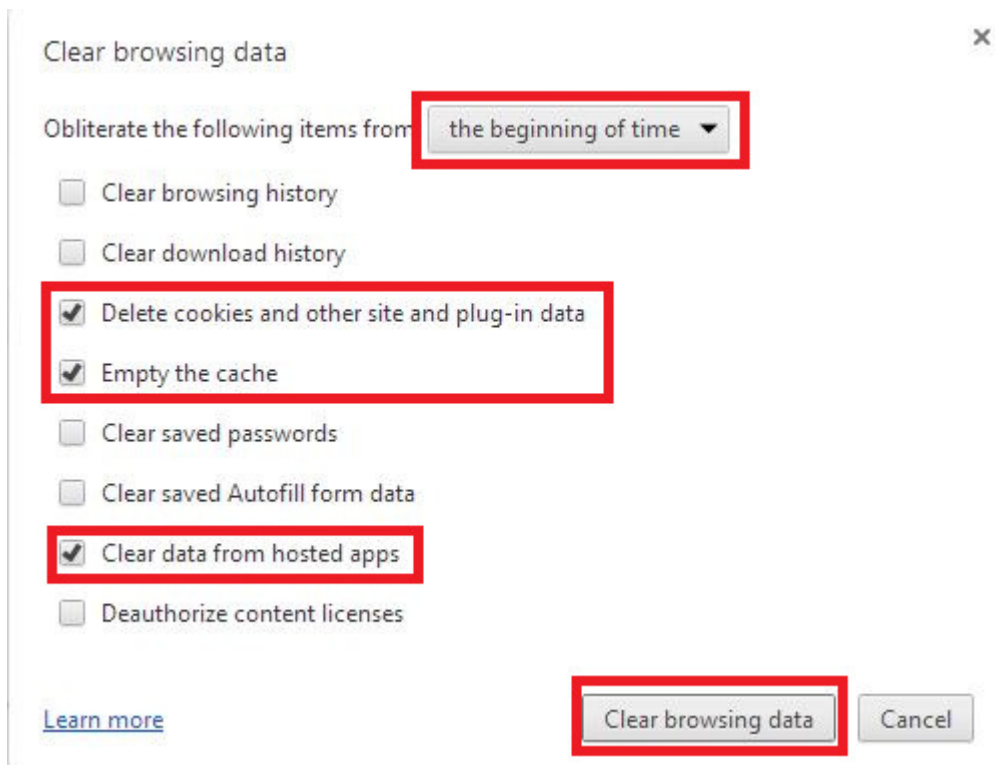 Clear browsing data
Obliterate the following items from the beginning of time
Clear browsing history
Clear download history
Delete cookies and other site and plug-in data
Empty the cache
Clear saved passwords
Clear saved Autofill form data
Clear data from hosted apps
Deauthorize content licenses
Learn more Clear browsing data Cancel